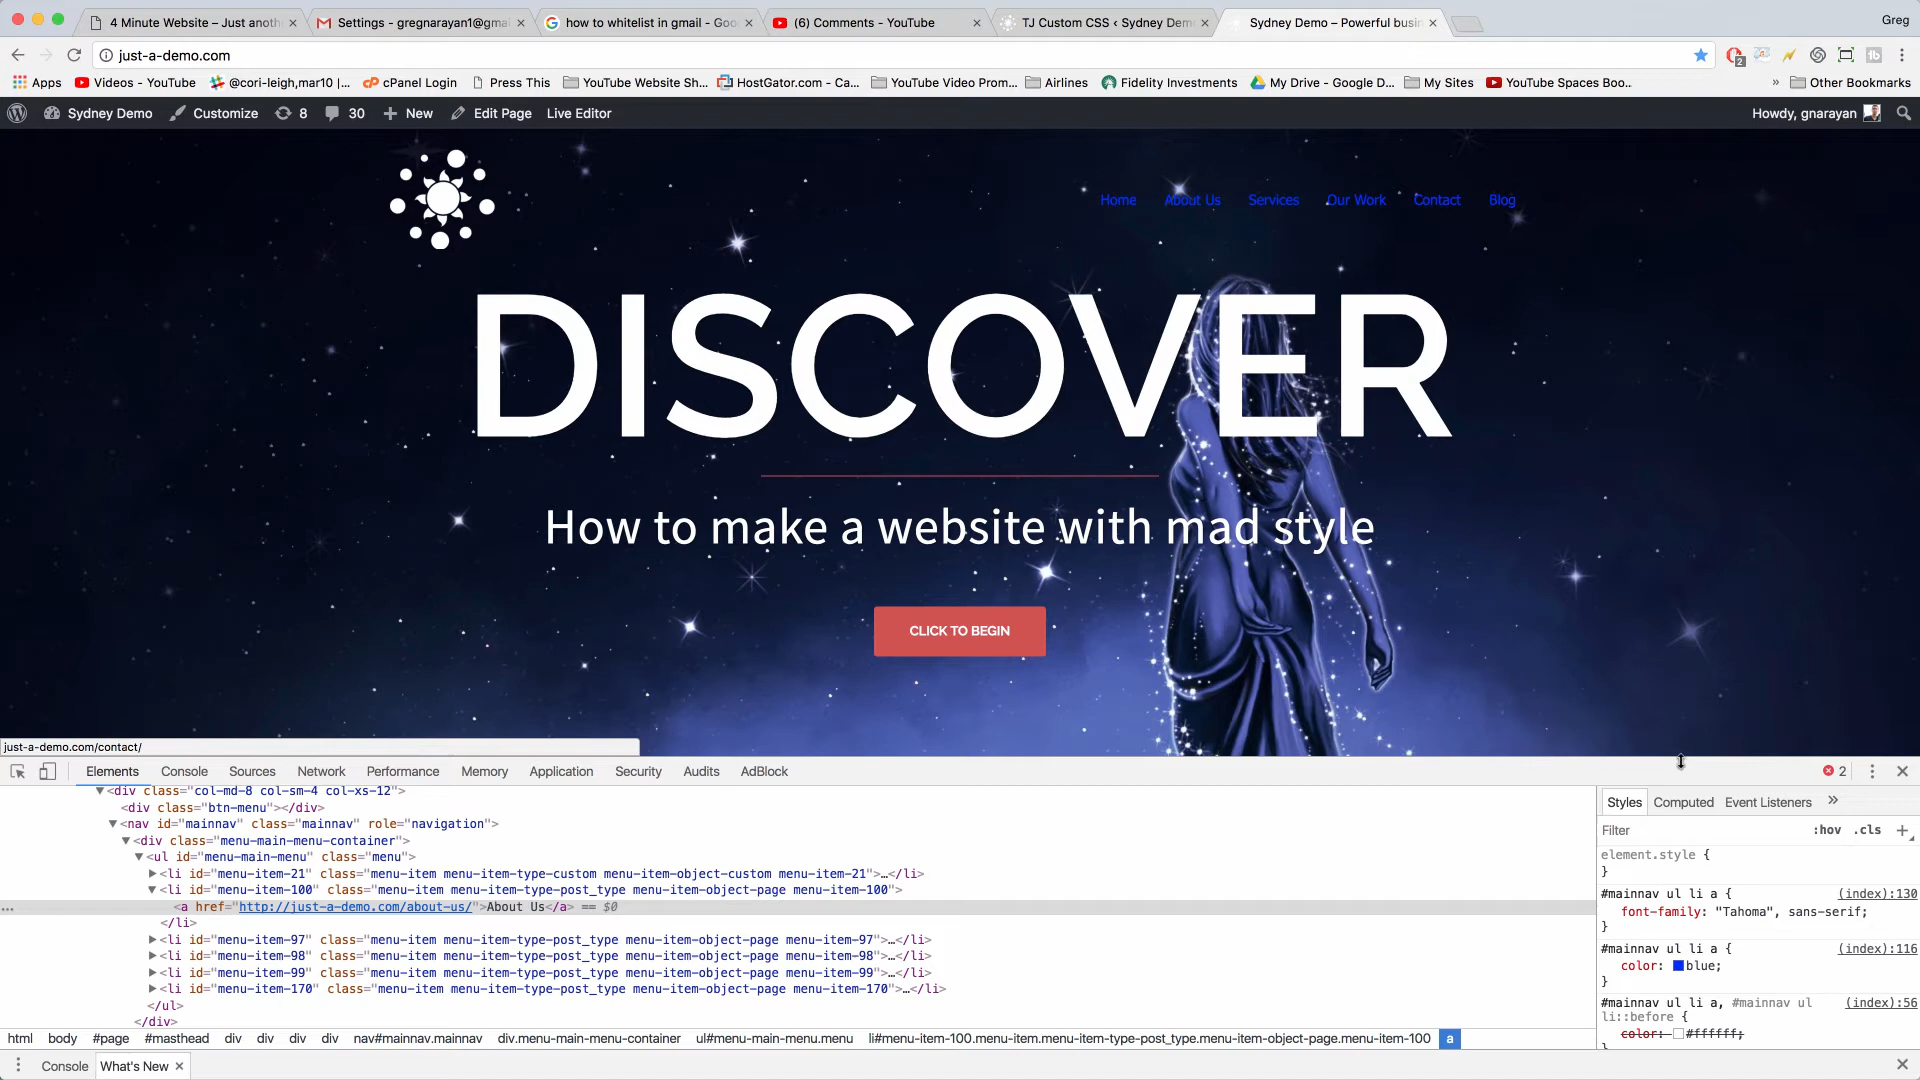 4 Minute Website – Just anoth
Settings - gregnarayan1@gmai
how to whitelist in gmail - Goo
(6) Comments - YouTube
TJ Custom CSS ‹ Sydney Dem
Sydney Demo – Powerful busi
Greg
just-a-demo.com
2
Apps
Videos - YouTube
@cori-leigh,mar10 |...
cPanel Login
Press This
YouTube Website Sh...
HostGator.com - Ca...
YouTube Video Prom...
Airlines
Fidelity Investments
My Drive - Google D...
My Sites
YouTube Spaces Boo...
»
Other Bookmarks
Sydney Demo
Customize
8
30
New
Edit Page
Live Editor
Howdy, gnarayan
Home
About Us
Services
Our Work
Contact
Blog
DISCOVER
How to make a website with mad style
CLICK TO BEGIN
just-a-demo.com/contact/
Elements
Console
Sources
Network
Performance
Memory
Application
Security
Audits
AdBlock
2
<div class="col-md-8 col-sm-4 col-xs-12">
<div class="btn-menu"></div>
<nav id="mainnav" class="mainnav" role="navigation">
<div class="menu-main-menu-container">
<ul id="menu-main-menu" class="menu">
<li id="menu-item-21" class="menu-item menu-item-type-custom menu-item-object-custom menu-item-21">…</li>
<li id="menu-item-100" class="menu-item menu-item-type-post_type menu-item-object-page menu-item-100">
... <a href="http://just-a-demo.com/about-us/">About Us</a> == $0
</li>
<li id="menu-item-97" class="menu-item menu-item-type-post_type menu-item-object-page menu-item-97">…</li>
<li id="menu-item-98" class="menu-item menu-item-type-post_type menu-item-object-page menu-item-98">…</li>
<li id="menu-item-99" class="menu-item menu-item-type-post_type menu-item-object-page menu-item-99">…</li>
<li id="menu-item-170" class="menu-item menu-item-type-post_type menu-item-object-page menu-item-170">…</li>
</ul>
</div>
Styles
Computed
Event Listeners
»
Filter
:hov
.cls
+
element.style {
}
#mainnav ul li a {
(index):130
font-family: "Tahoma", sans-serif;
}
#mainnav ul li a {
(index):116
color: blue;
}
#mainnav ul li a, #mainnav ul
(index):56
li::before {
color: #ffffff;
}
html
body
#page
#masthead
div
div
div
nav#mainnav.mainnav
div.menu-main-menu-container
ul#menu-main-menu.menu
li#menu-item-100.menu-item.menu-item-type-post_type.menu-item-object-page.menu-item-100
a
Console
What's New